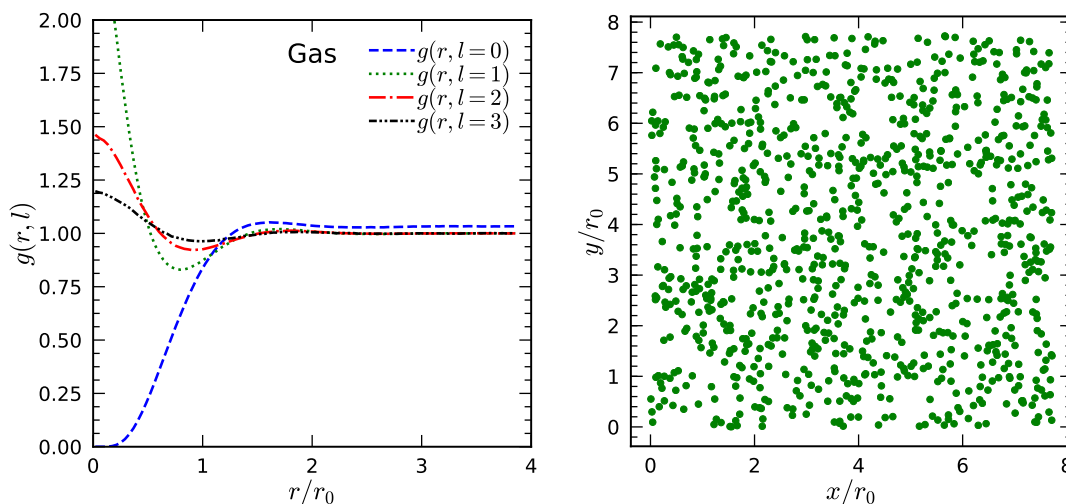 2.00
1.75
1.50
1.25
1.00
0.75
0.50
0.25
0.00
g(r, l)
0 1 2 3 4
r/r₀
Gas
g(r, l = 0)
g(r, l = 1)
g(r, l = 2)
g(r, l = 3)
8
7
6
5
4
3
2
1
0
y/r₀
0 2 4 6 8
x/r₀